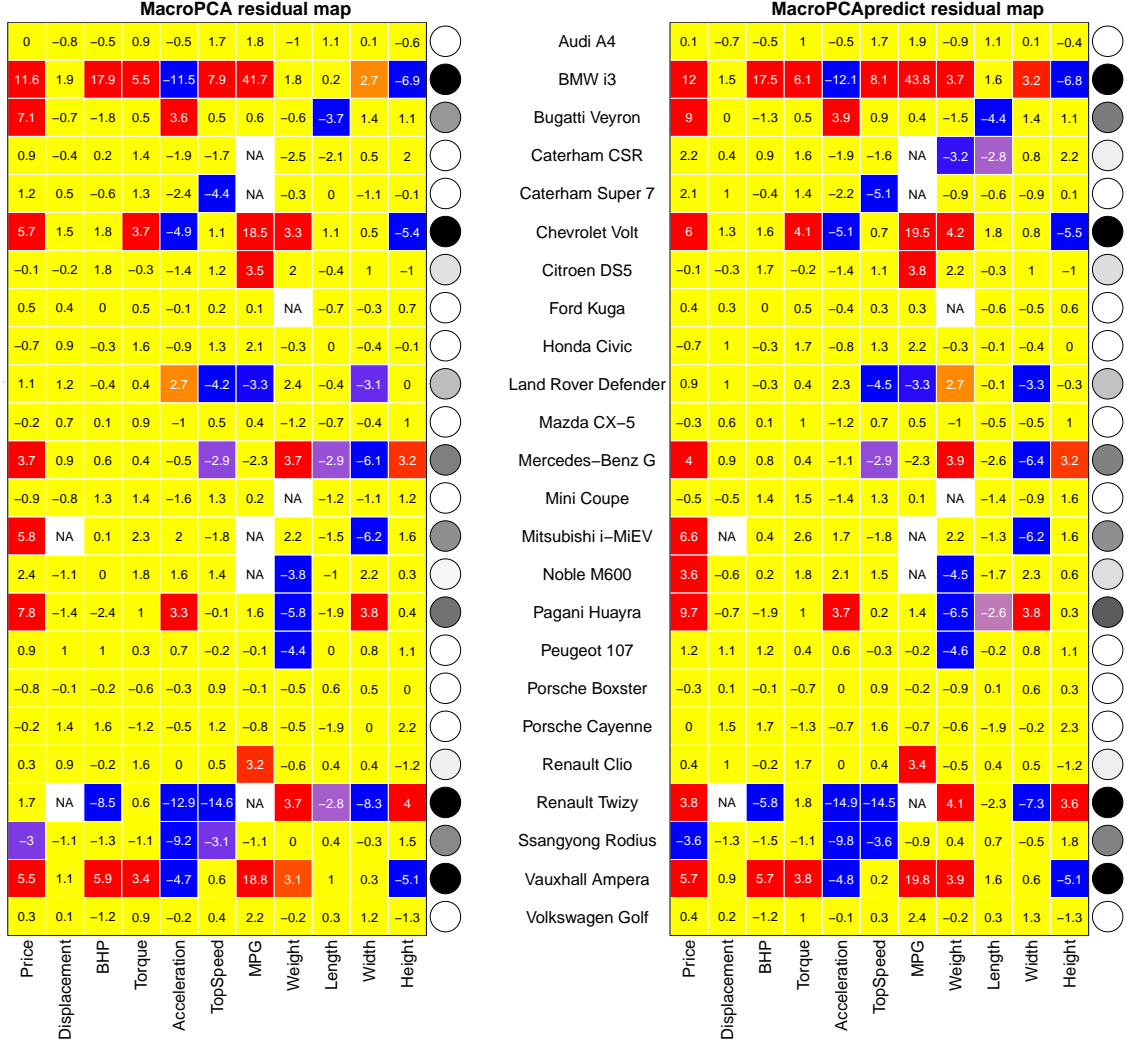 MacroPCA residual map MacroPCApredict residual map
0 −0.8 −0.5 0.9 −0.5 1.7 1.8 −1 1.1 0.1 −0.6 Audi A4 0.1 −0.7 −0.5 1 −0.5 1.7 1.9 −0.9 1.1 0.1 −0.4
11.6 1.9 17.9 5.5 −11.5 7.9 41.7 1.8 0.2 2.7 −6.9 BMW i3 12 1.5 17.5 6.1 −12.1 8.1 43.8 3.7 1.6 3.2 −6.8
7.1 −0.7 −1.8 0.5 3.6 0.5 0.6 −0.6 −3.7 1.4 1.1 Bugatti Veyron 9 0 −1.3 0.5 3.9 0.9 0.4 −1.5 −4.4 1.4 1.1
0.9 −0.4 0.2 1.4 −1.9 −1.7 NA −2.5 −2.1 0.5 2 Caterham CSR 2.2 0.4 0.9 1.6 −1.9 −1.6 NA −3.2 −2.8 0.8 2.2
1.2 0.5 −0.6 1.3 −2.4 −4.4 NA −0.3 0 −1.1 −0.1 Caterham Super 7 2.1 1 −0.4 1.4 −2.2 −5.1 NA −0.9 −0.6 −0.9 0.1
5.7 1.5 1.8 3.7 −4.9 1.1 18.5 3.3 1.1 0.5 −5.4 Chevrolet Volt 6 1.3 1.6 4.1 −5.1 0.7 19.5 4.2 1.8 0.8 −5.5
−0.1 −0.2 1.8 −0.3 −1.4 1.2 3.5 2 −0.4 1 −1 Citroen DS5 −0.1 −0.3 1.7 −0.2 −1.4 1.1 3.8 2.2 −0.3 1 −1
0.5 0.4 0 0.5 −0.1 0.2 0.1 NA −0.7 −0.3 0.7 Ford Kuga 0.4 0.3 0 0.5 −0.4 0.3 0.3 NA −0.6 −0.5 0.6
−0.7 0.9 −0.3 1.6 −0.9 1.3 2.1 −0.3 0 −0.4 −0.1 Honda Civic −0.7 1 −0.3 1.7 −0.8 1.3 2.2 −0.3 −0.1 −0.4 0
1.1 1.2 −0.4 0.4 2.7 −4.2 −3.3 2.4 −0.4 −3.1 0 Land Rover Defender 0.9 1 −0.3 0.4 2.3 −4.5 −3.3 2.7 −0.1 −3.3 −0.3
−0.2 0.7 0.1 0.9 −1 0.5 0.4 −1.2 −0.7 −0.4 1 Mazda CX−5 −0.3 0.6 0.1 1 −1.2 0.7 0.5 −1 −0.5 −0.5 1
3.7 0.9 0.6 0.4 −0.5 −2.9 −2.3 3.7 −2.9 −6.1 3.2 Mercedes−Benz G 4 0.9 0.8 0.4 −1.1 −2.9 −2.3 3.9 −2.6 −6.4 3.2
−0.9 −0.8 1.3 1.4 −1.6 1.3 0.2 NA −1.2 −1.1 1.2 Mini Coupe −0.5 −0.5 1.4 1.5 −1.4 1.3 0.1 NA −1.4 −0.9 1.6
5.8 NA 0.1 2.3 2 −1.8 NA 2.2 −1.5 −6.2 1.6 Mitsubishi i−MiEV 6.6 NA 0.4 2.6 1.7 −1.8 NA 2.2 −1.3 −6.2 1.6
2.4 −1.1 0 1.8 1.6 1.4 NA −3.8 −1 2.2 0.3 Noble M600 3.6 −0.6 0.2 1.8 2.1 1.5 NA −4.5 −1.7 2.3 0.6
7.8 −1.4 −2.4 1 3.3 −0.1 1.6 −5.8 −1.9 3.8 0.4 Pagani Huayra 9.7 −0.7 −1.9 1 3.7 0.2 1.4 −6.5 −2.6 3.8 0.3
0.9 1 1 0.3 0.7 −0.2 −0.1 −4.4 0 0.8 1.1 Peugeot 107 1.2 1.1 1.2 0.4 0.6 −0.3 −0.2 −4.6 −0.2 0.8 1.1
−0.8 −0.1 −0.2 −0.6 −0.3 0.9 −0.1 −0.5 0.6 0.5 0 Porsche Boxster −0.3 0.1 −0.1 −0.7 0 0.9 −0.2 −0.9 0.1 0.6 0.3
−0.2 1.4 1.6 −1.2 −0.5 1.2 −0.8 −0.5 −1.9 0 2.2 Porsche Cayenne 0 1.5 1.7 −1.3 −0.7 1.6 −0.7 −0.6 −1.9 −0.2 2.3
0.3 0.9 −0.2 1.6 0 0.5 3.2 −0.6 0.4 0.4 −1.2 Renault Clio 0.4 1 −0.2 1.7 0 0.4 3.4 −0.5 0.4 0.5 −1.2
1.7 NA −8.5 0.6 −12.9 −14.6 NA 3.7 −2.8 −8.3 4 Renault Twizy 3.8 NA −5.8 1.8 −14.9 −14.5 NA 4.1 −2.3 −7.3 3.6
−3 −1.1 −1.3 −1.1 −9.2 −3.1 −1.1 0 0.4 −0.3 1.3 Ssangyong Rodius −3.6 −1.3 −1.5 −1.1 −9.8 −3.6 −0.9 0.4 0.7 −0.5 1.8
5.5 1.1 5.9 3.4 −4.7 0.6 18.8 3.1 1 0.3 −5.1 Vauxhall Ampera 5.7 0.9 5.7 3.8 −4.8 0.2 19.8 3.9 1.6 0.6 −5.1
0.3 0.1 −1.2 0.9 −0.2 0.4 2.2 −0.2 0.3 1.2 −1.3 Volkswagen Golf 0.4 0.2 −1.2 1 −0.1 0.3 2.4 −0.2 0.3 1.3 −1.3
Price Displacement BHP Torque Acceleration TopSpeed MPG Weight Length Width Height Price Displacement BHP Torque Acceleration TopSpeed MPG Weight Length Width Height